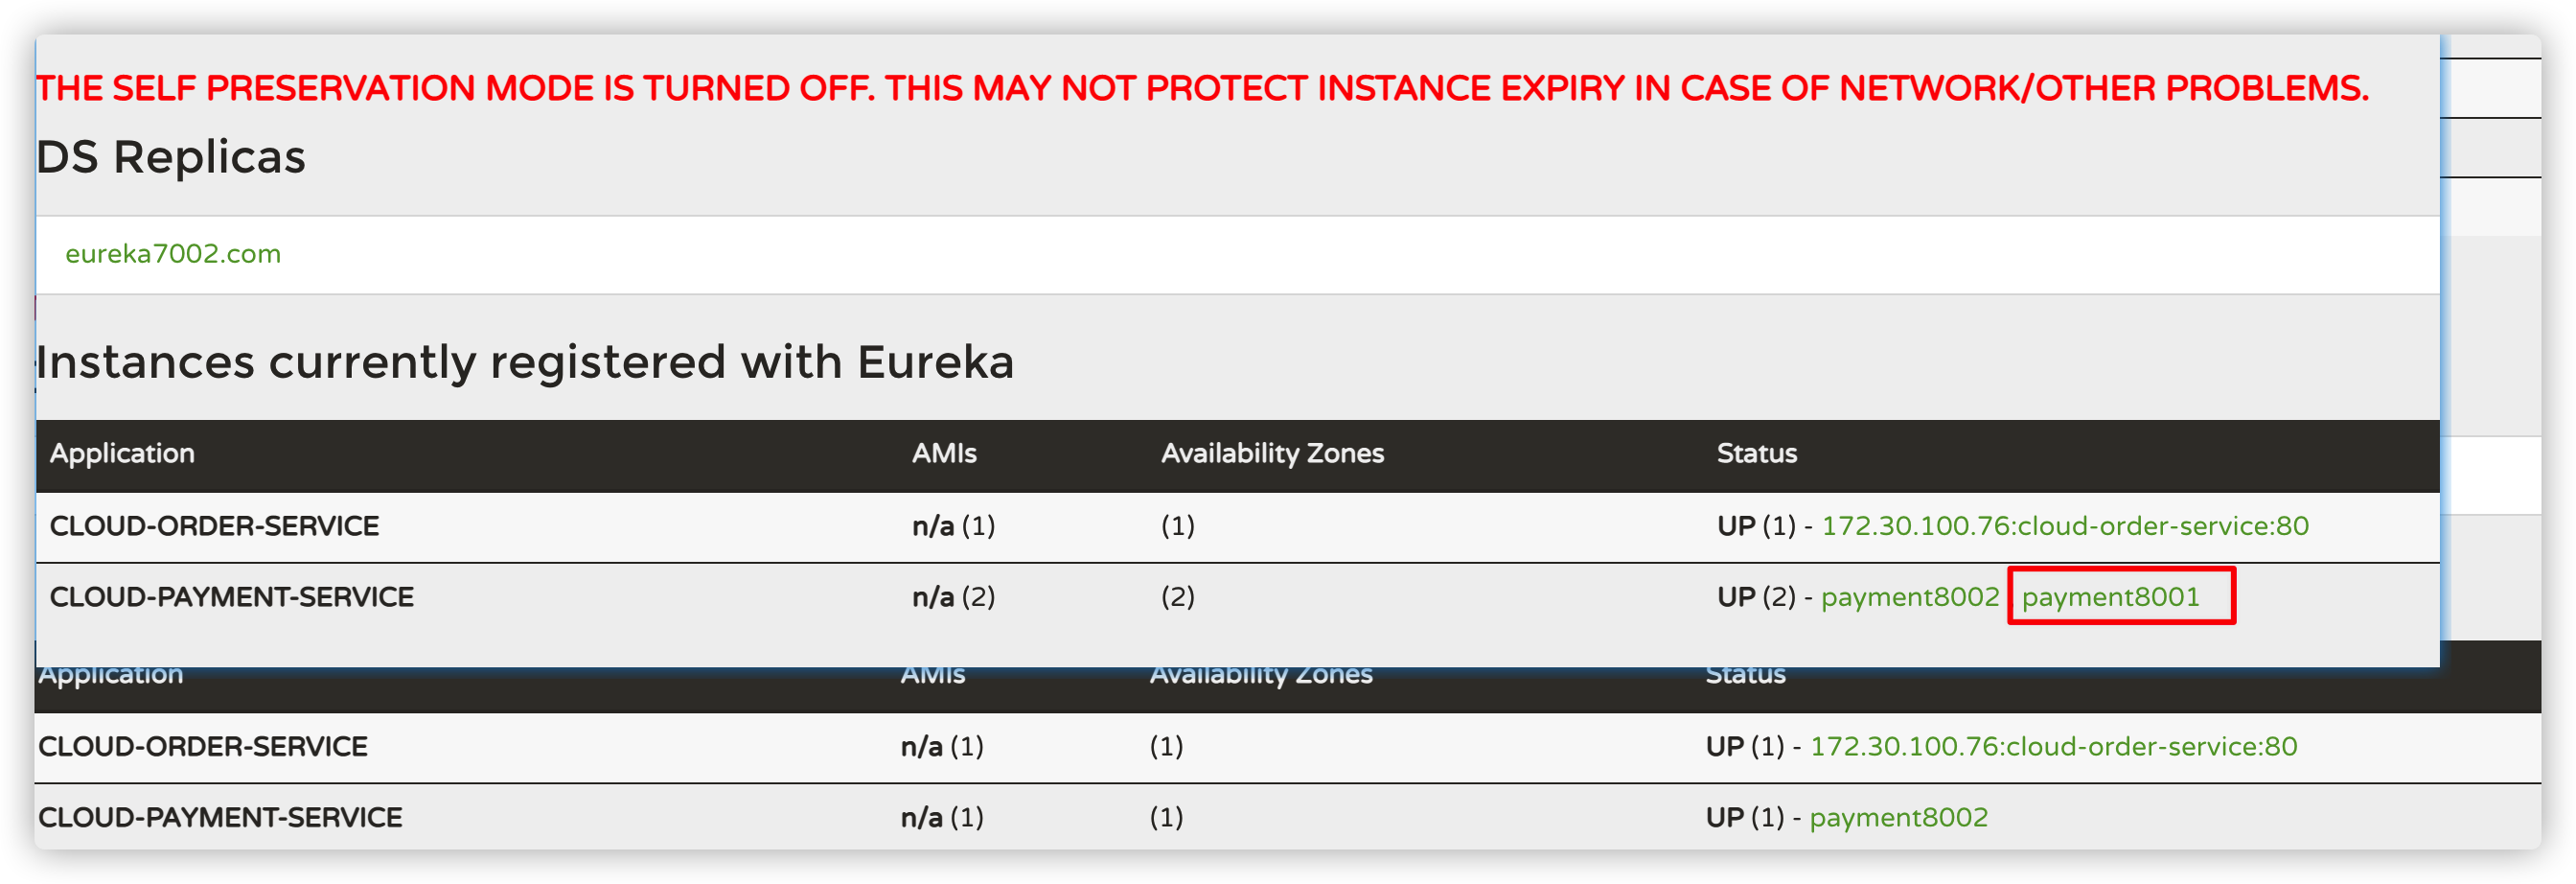 THE SELF PRESERVATION MODE IS TURNED OFF. THIS MAY NOT PROTECT INSTANCE EXPIRY IN CASE OF NETWORK/OTHER PROBLEMS.
DS Replicas
eureka7002.com
Instances currently registered with Eureka
Application AMIs Availability Zones Status
CLOUD-ORDER-SERVICE n/a (1) (1) UP (1) - 172.30.100.76:cloud-order-service:80
CLOUD-PAYMENT-SERVICE n/a (2) (2) UP (2) - payment8002 payment8001
Application AMIs Availability Zones Status
CLOUD-ORDER-SERVICE n/a (1) (1) UP (1) - 172.30.100.76:cloud-order-service:80
CLOUD-PAYMENT-SERVICE n/a (1) (1) UP (1) - payment8002